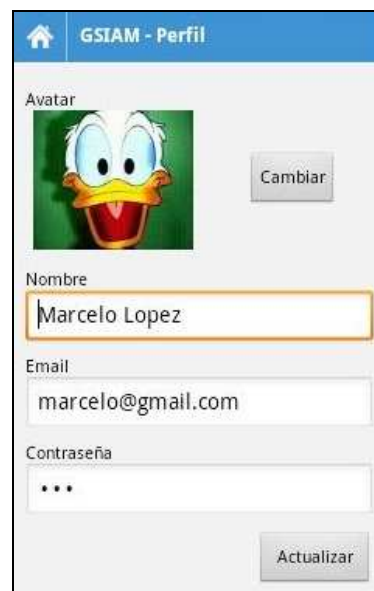 GSIAM - Perfil
Avatar
Cambiar
Nombre
Marcelo Lopez
Email
marcelo@gmail.com
Contraseña
•••
Actualizar